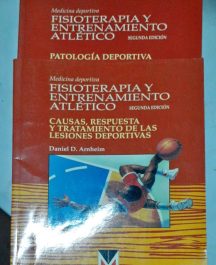 Medicina deportiva
FISIOTERAPIA Y
ENTRENAMIENTO
ATLÉTICO SEGUNDA EDICIÓN
PATOLOGÍA DEPORTIVA
Medicina deportiva
FISIOTERAPIA Y
ENTRENAMIENTO
ATLÉTICO SEGUNDA EDICIÓN
CAUSAS, RESPUESTA
Y TRATAMIENTO DE LAS
LESIONES DEPORTIVAS
Daniel D. Arnheim